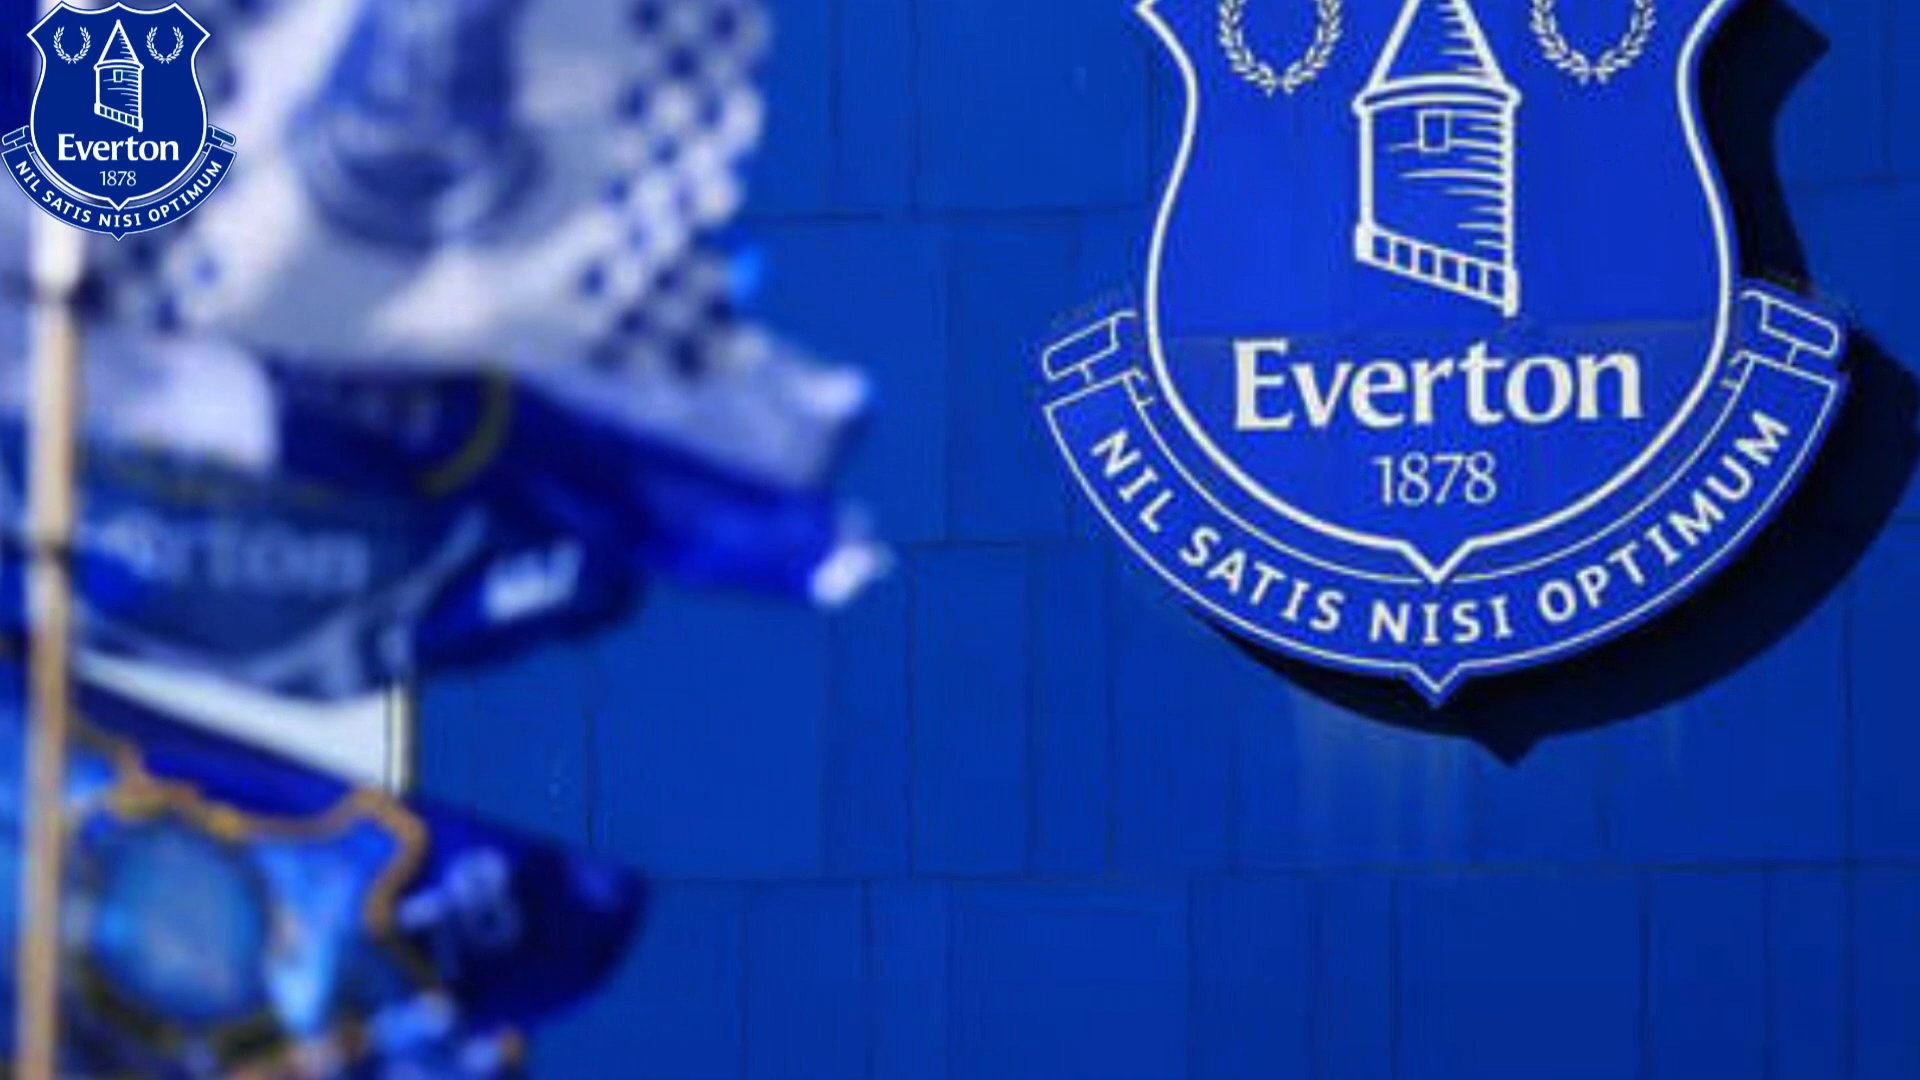 Everton
1878
NIL SATIS NISI OPTIMUM
Everton
1878
NIL SATIS NISI OPTIMUM